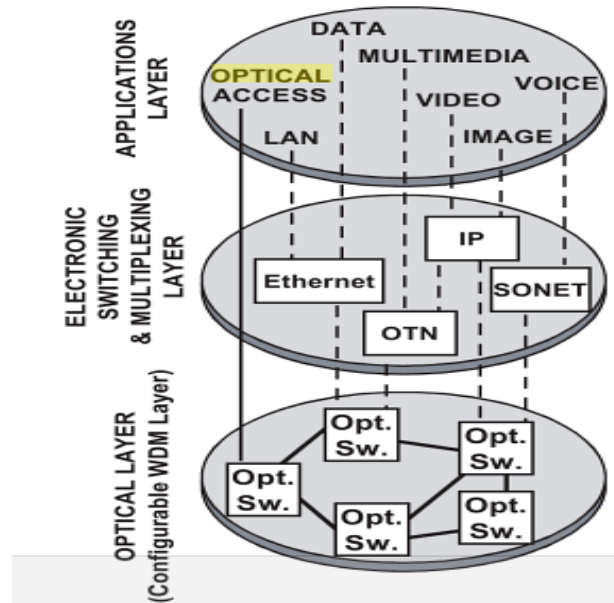 APPLICATIONS
LAYER
DATA
MULTIMEDIA
OPTICAL
ACCESS
VOICE
VIDEO
LAN
IMAGE
ELECTRONIC
SWITCHING
& MULTIPLEXING
LAYER
IP
Ethernet
SONET
OTN
OPTICAL LAYER
(Configurable WDM Layer)
Opt.
Sw.
Opt.
Sw.
Opt.
Sw.
Opt.
Sw.
Opt.
Sw.